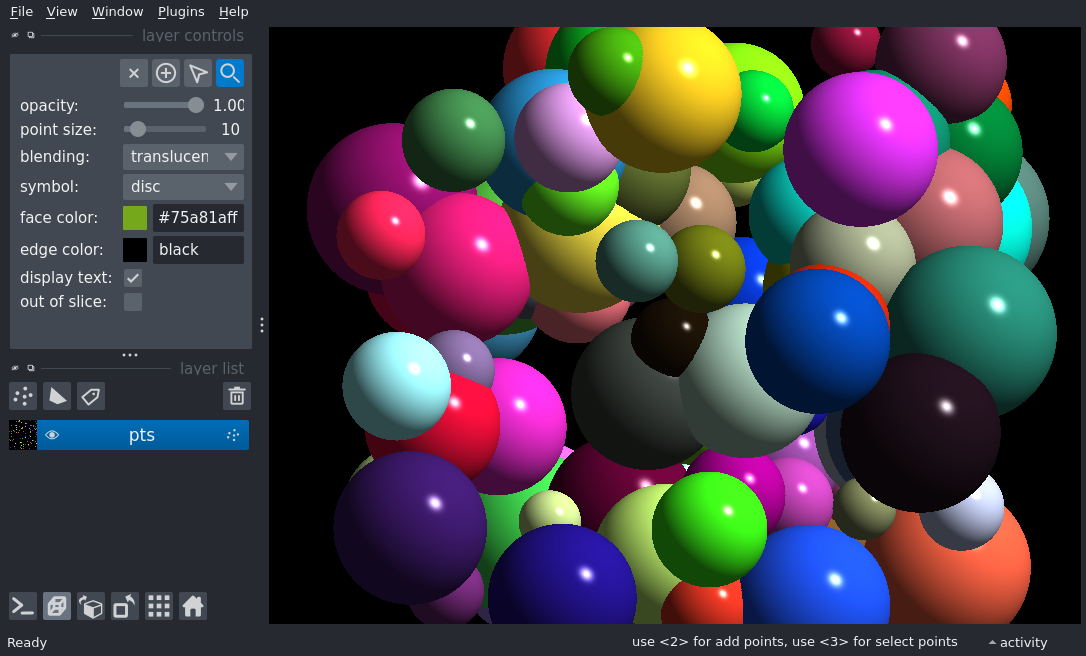 File View Window Plugins Help
layer controls
opacity: 1.00
point size: 10
blending: translucen
symbol: disc
face color: #75a81aff
edge color: black
display text:
out of slice:
layer list
pts
Ready
use <2> for add points, use <3> for select points
activity